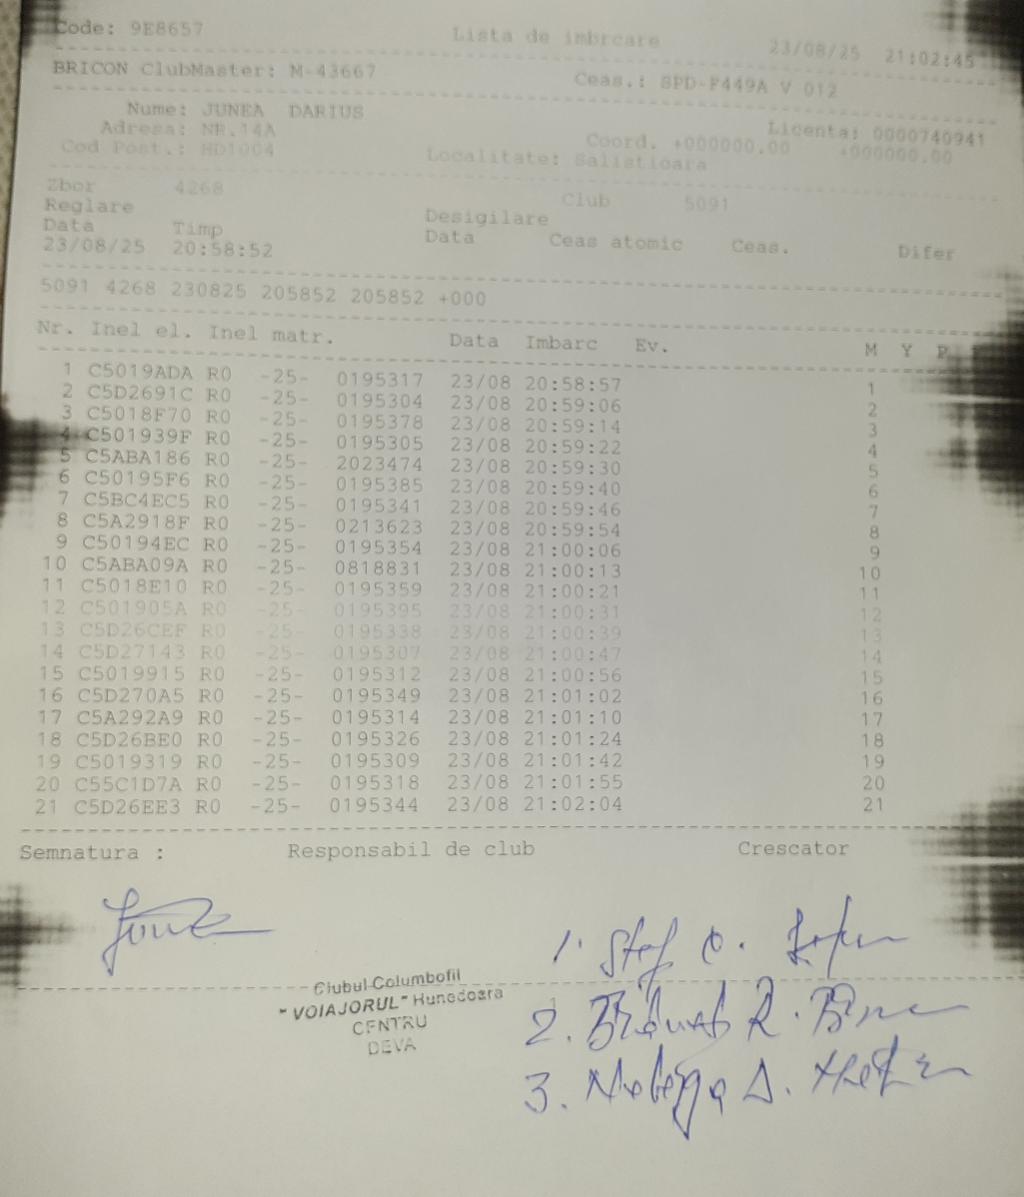 Code: 9E8657 Lista de imbrcare 23/08/25 21:02:45
BRICON ClubMaster: M-43667 Ceas.: SPD-F449A V 012
Nume: JUNEA DARIUS Licenta: 0000740941
Adresa: NR.14A Coord. +000000.00 +000000.00
Cod Post.: HD1004 Localitate: Salistioara
Zbor 4268 Club 5091
Reglare Desigilare
Data Timp Data Ceas atomic Ceas. Difer
23/08/25 20:58:52
5091 4268 230825 205852 205852 +000
Nr. Inel el. Inel matr. Data Imbarc Ev. M Y P
1 C5019ADA RO -25- 0195317 23/08 20:58:57 1
2 C5D2691C RO -25- 0195304 23/08 20:59:06 2
3 C5018F70 RO -25- 0195378 23/08 20:59:14 3
4 C501939F RO -25- 0195305 23/08 20:59:22 4
5 C5ABA186 RO -25- 2023474 23/08 20:59:30 5
6 C50195F6 RO -25- 0195385 23/08 20:59:40 6
7 C5BC4EC5 RO -25- 0195341 23/08 20:59:46 7
8 C5A2918F RO -25- 0213623 23/08 20:59:54 8
9 C50194EC RO -25- 0195354 23/08 21:00:06 9
10 C5ABA09A RO -25- 0818831 23/08 21:00:13 10
11 C5018E10 RO -25- 0195359 23/08 21:00:21 11
12 C501905A RO -25- 0195395 23/08 21:00:31 12
13 C5D26CEF RO -25- 0195338 23/08 21:00:39 13
14 C5D27143 RO -25- 0195307 23/08 21:00:47 14
15 C5019915 RO -25- 0195312 23/08 21:00:56 15
16 C5D270A5 RO -25- 0195349 23/08 21:01:02 16
17 C5A292A9 RO -25- 0195314 23/08 21:01:10 17
18 C5D26BE0 RO -25- 0195326 23/08 21:01:24 18
19 C5019319 RO -25- 0195309 23/08 21:01:42 19
20 C55C1D7A RO -25- 0195318 23/08 21:01:55 20
21 C5D26EE3 RO -25- 0195344 23/08 21:02:04 21
Semnatura : Responsabil de club Crescator
1. Stef O.
Clubul Columbofil
"VOIAJORUL" Hunedoara
CENTRU
DEVA
2. R.
3. D.